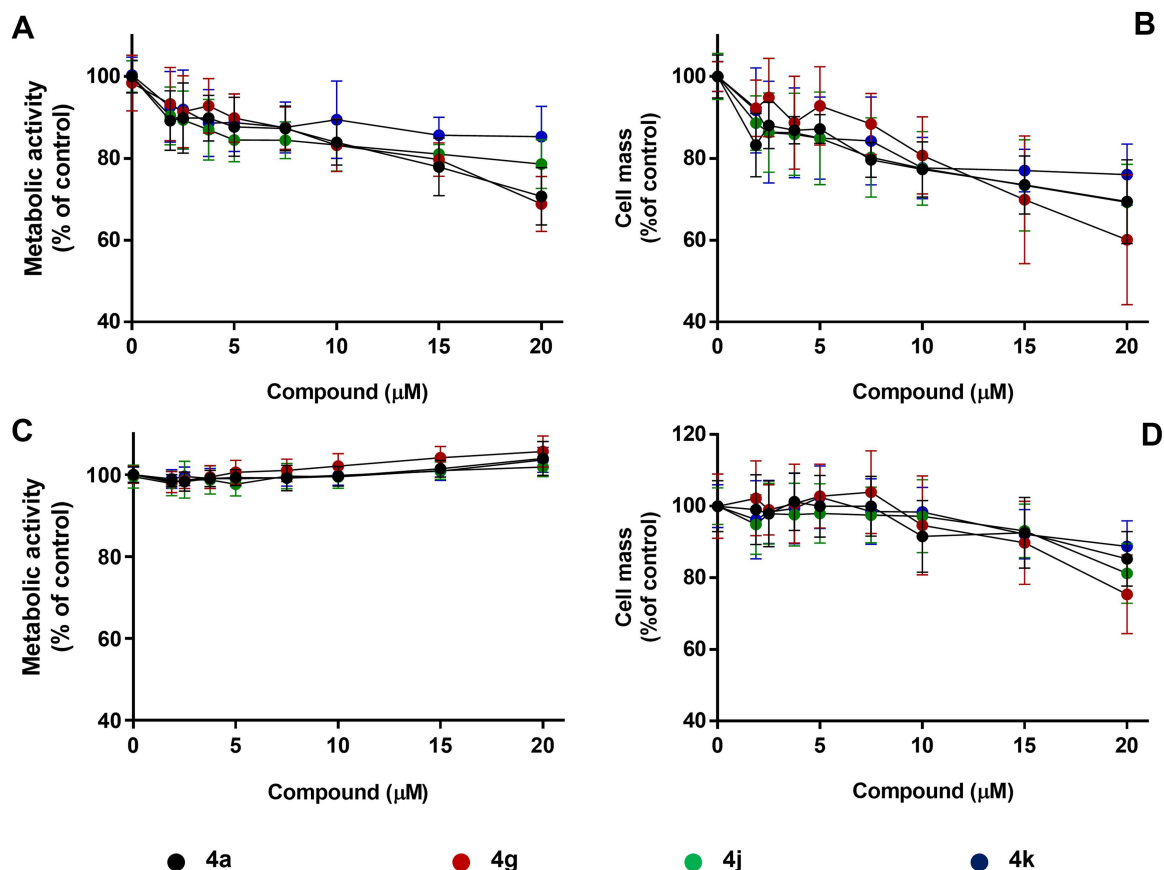 A
Metabolic activity
(% of control)
100
80
60
40
0 5 10 15 20
Compound (μM)
B
Cell mass
(%of control)
100
80
60
40
0 5 10 15 20
Compound (μM)
C
Metabolic activity
(% of control)
100
80
60
40
0 5 10 15 20
Compound (μM)
D
Cell mass
(%of control)
120
100
80
60
40
0 5 10 15 20
Compound (μM)
4a 4g 4j 4k